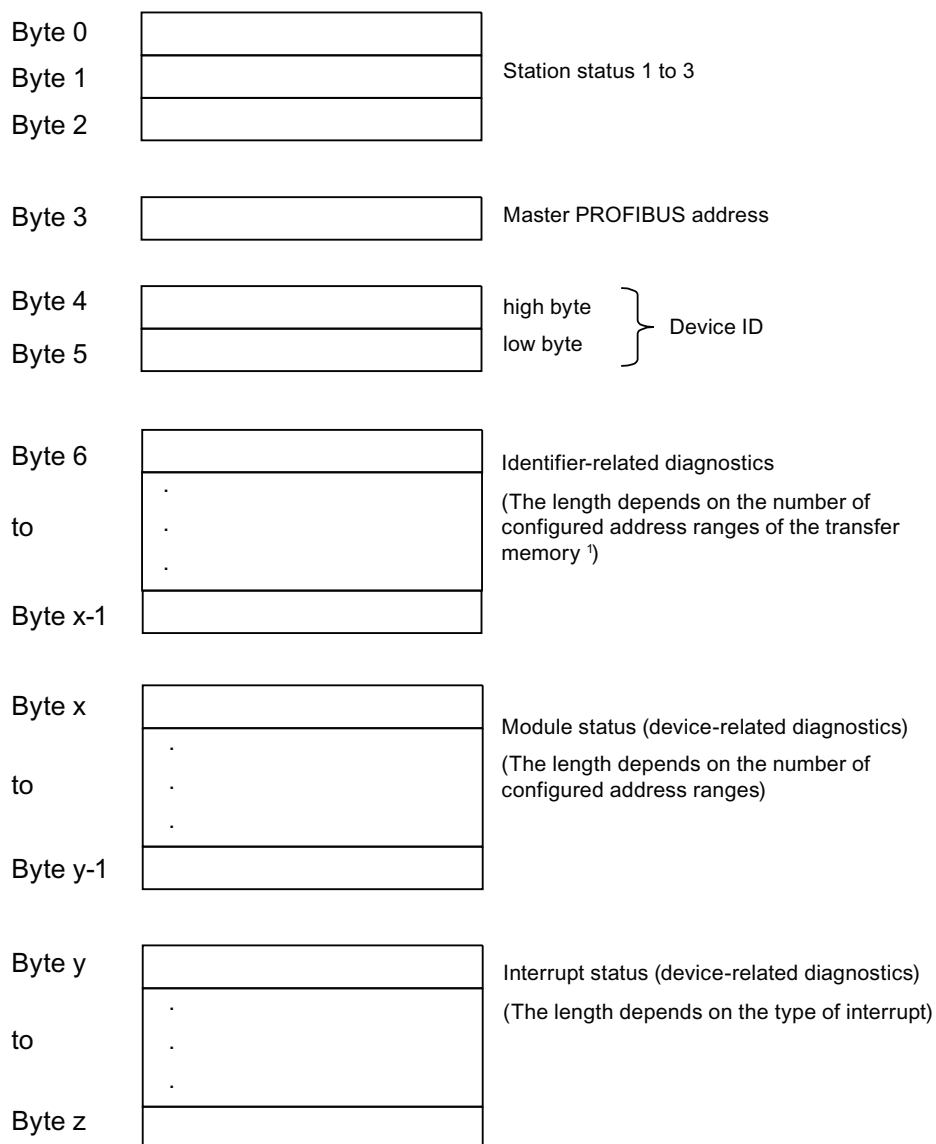 Byte 0
Byte 1
Station status 1 to 3
Byte 2
Byte 3
Master PROFIBUS address
Byte 4
high byte
Device ID
Byte 5
low byte
Byte 6
Identifier-related diagnostics
(The length depends on the number of
to
configured address ranges of the transfer
memory ¹)
Byte x-1
Byte x
Module status (device-related diagnostics)
(The length depends on the number of
to
configured address ranges)
Byte y-1
Byte y
Interrupt status (device-related diagnostics)
(The length depends on the type of interrupt)
to
Byte z